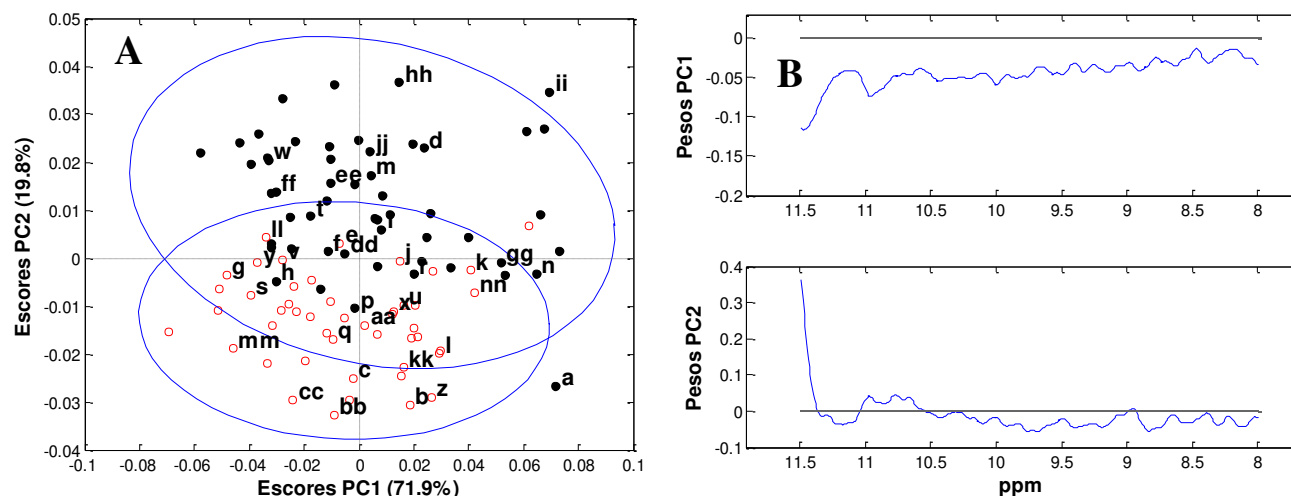 A
Escores PC2 (19.8%)
0.05
0.04
0.03
0.02
0.01
0
-0.01
-0.02
-0.03
0.04
hh
ii
d
jj
w
m
ee
ff
t
i
ll
f
e
dd
y
v
j
g
h
r
k
gg
n
s
nn
p
x
u
aa
q
mm
l
kk
c
a
cc
b
z
bb
-0.1 -0.08 -0.06 -0.04 -0.02 0 0.02 0.04 0.06 0.08 0.1
Escores PC1 (71.9%)
B
Pesos PC1
0
-0.05
-0.1
-0.15
-0.2
11.5 11 10.5 10 9.5 9 8.5 8
Pesos PC2
0.4
0.3
0.2
0.1
0
-0.1
11.5 11 10.5 10 9.5 9 8.5 8
ppm